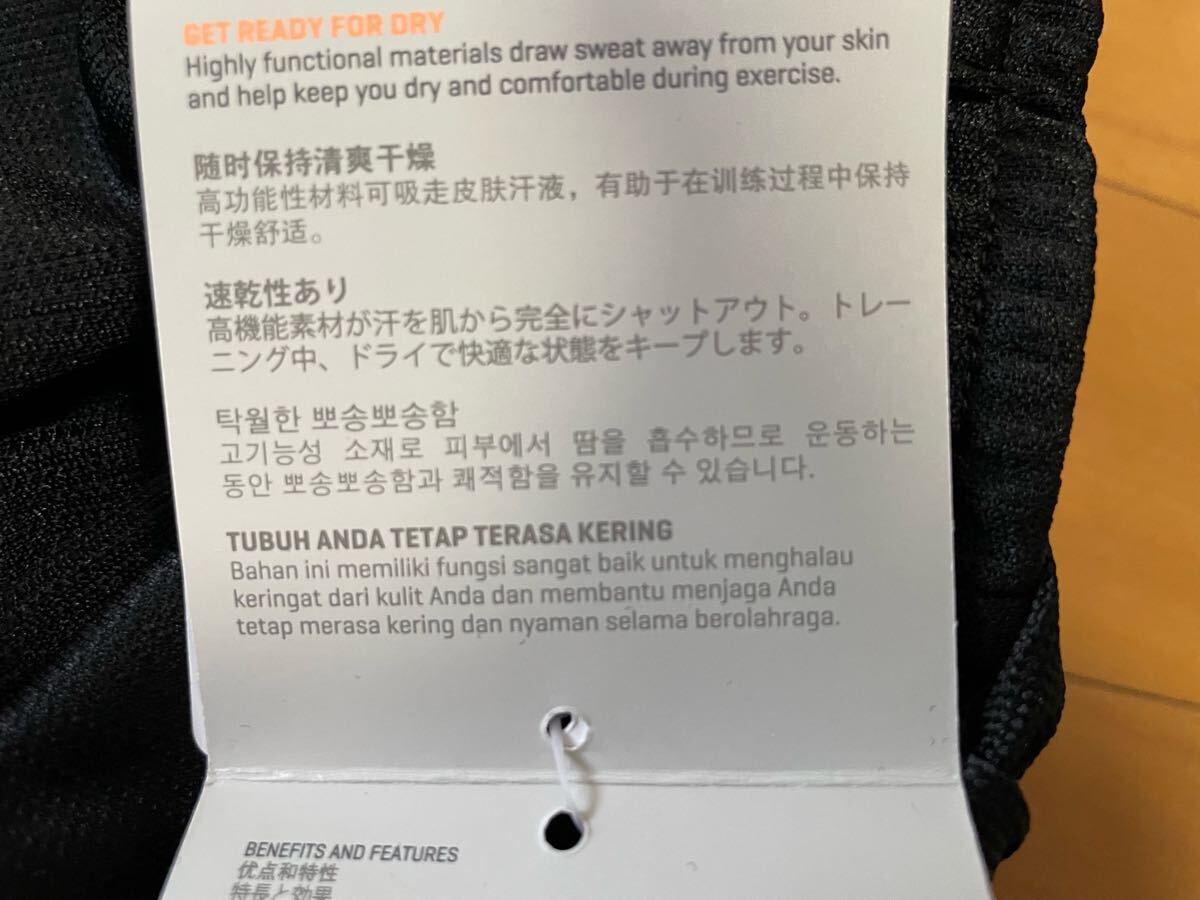 GET READY FOR DRY
Highly functional materials draw sweat away from your skin
and help keep you dry and comfortable during exercise.
随时保持清爽干燥
高功能性材料可吸走皮肤汗液，有助于在训练过程中保持
干燥舒适。
速乾性あり
高機能素材が汗を肌から完全にシャットアウト。トレー
ニング中、ドライで快適な状態をキープします。
탁월한 뽀송뽀송함
고기능성 소재로 피부에서 땀을 흡수하므로 운동하는
동안 뽀송뽀송함과 쾌적함을 유지할 수 있습니다.
TUBUH ANDA TETAP TERASA KERING
Bahan ini memiliki fungsi sangat baik untuk menghalau
keringat dari kulit Anda dan membantu menjaga Anda
tetap merasa kering dan nyaman selama berolahraga.
BENEFITS AND FEATURES
优点和特性
特長と効果